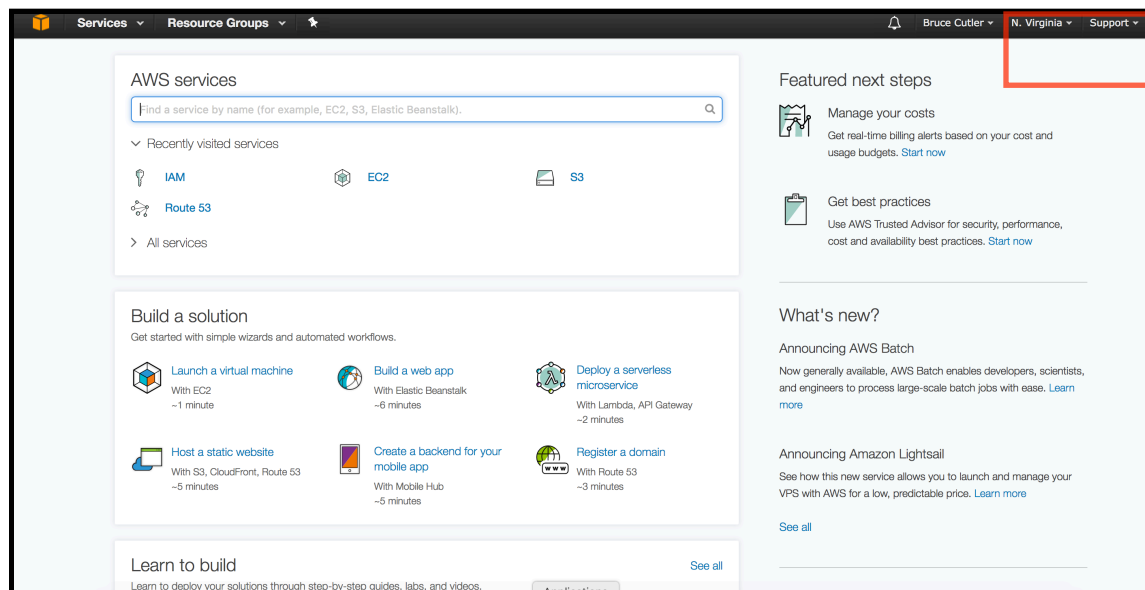 Services Resource Groups Bruce Cutler N. Virginia Support
AWS services
Find a service by name (for example, EC2, S3, Elastic Beanstalk).
Recently visited services
IAM EC2 S3
Route 53
All services
Build a solution
Get started with simple wizards and automated workflows.
Launch a virtual machine
With EC2
~1 minute
Build a web app
With Elastic Beanstalk
~6 minutes
Deploy a serverless
microservice
With Lambda, API Gateway
~2 minutes
Host a static website
With S3, CloudFront, Route 53
~5 minutes
Create a backend for your
mobile app
With Mobile Hub
~5 minutes
www
Register a domain
With Route 53
~3 minutes
Learn to build See all
Learn to deploy your solutions through step-by-step guides, labs, and videos.
Applications
Featured next steps
Manage your costs
Get real-time billing alerts based on your cost and
usage budgets. Start now
Get best practices
Use AWS Trusted Advisor for security, performance,
cost and availability best practices. Start now
What's new?
Announcing AWS Batch
Now generally available, AWS Batch enables developers, scientists,
and engineers to process large-scale batch jobs with ease. Learn
more
Announcing Amazon Lightsail
See how this new service allows you to launch and manage your
VPS with AWS for a low, predictable price. Learn more
See all